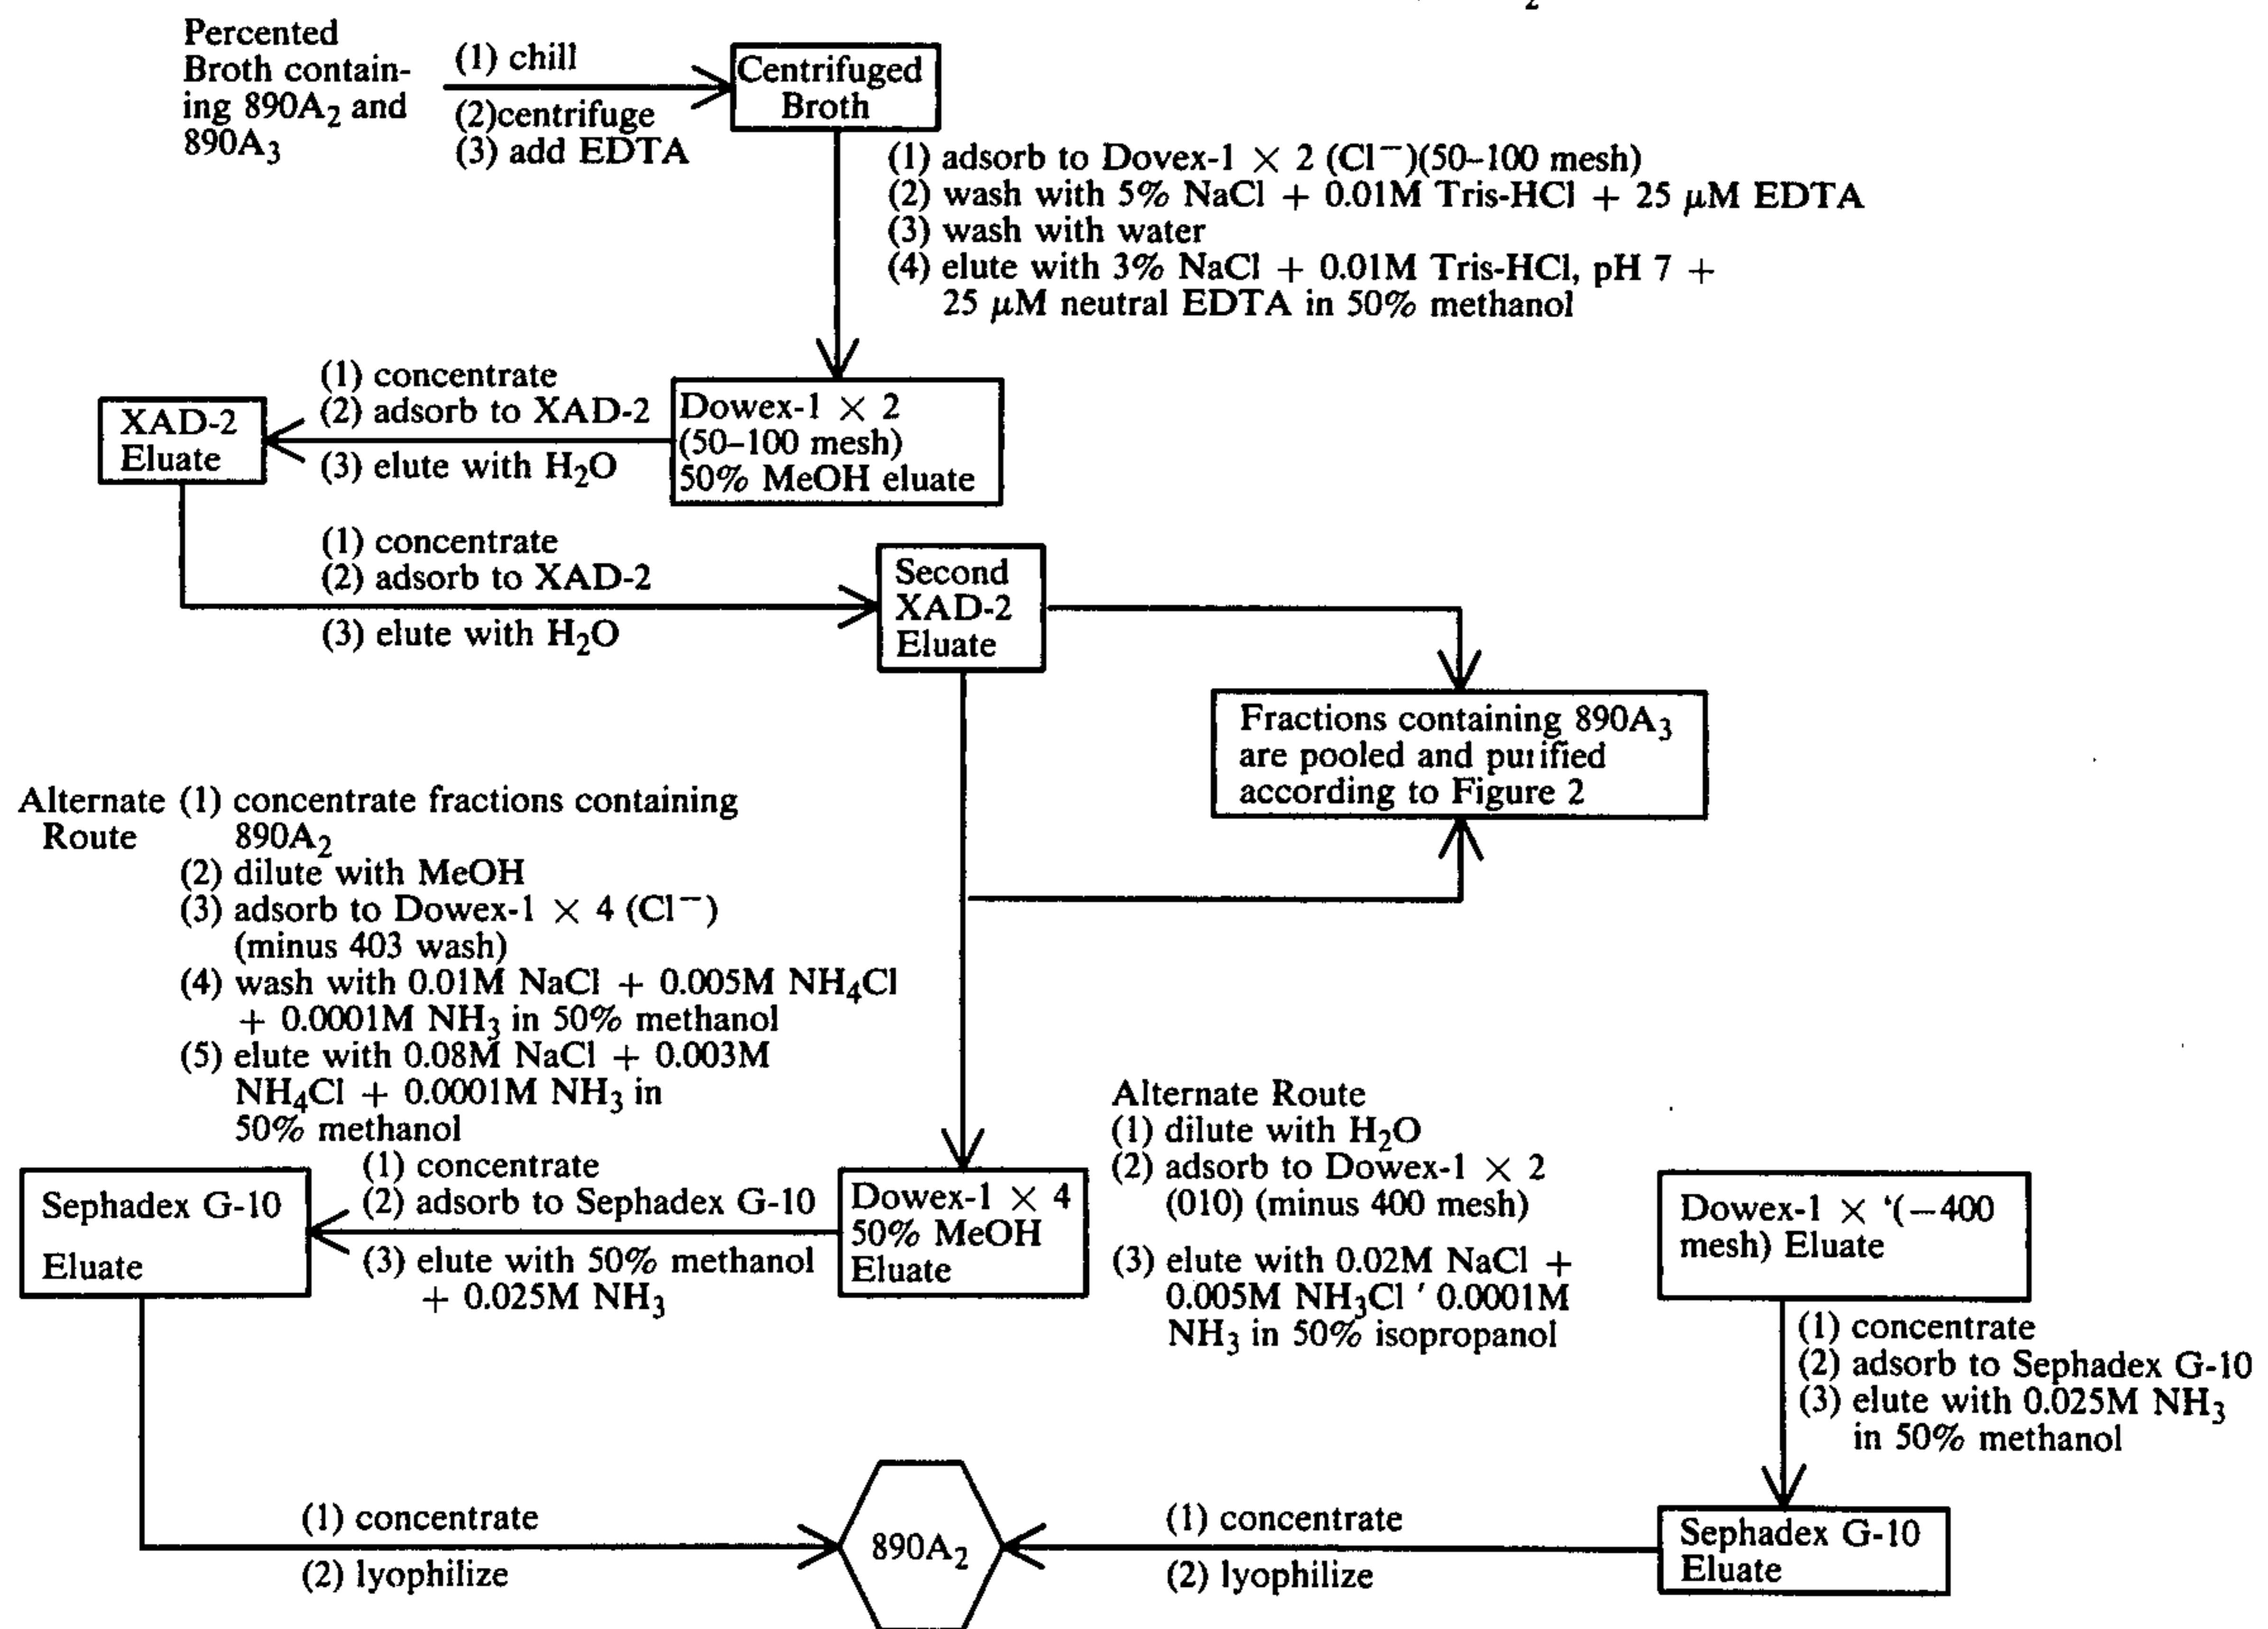 2
Percented
Broth contain-
ing 890A₂ and
890A₃
(1) chill
(2)centrifuge
(3) add EDTA
Centrifuged
Broth
(1) adsorb to Dovex-1 × 2 (Cl⁻)(50–100 mesh)
(2) wash with 5% NaCl + 0.01M Tris-HCl + 25 μM EDTA
(3) wash with water
(4) elute with 3% NaCl + 0.01M Tris-HCl, pH 7 +
25 μM neutral EDTA in 50% methanol
(1) concentrate
(2) adsorb to XAD-2
(3) elute with H₂O
Dowex-1 × 2
(50–100 mesh)
50% MeOH eluate
XAD-2
Eluate
(1) concentrate
(2) adsorb to XAD-2
(3) elute with H₂O
Second
XAD-2
Eluate
Fractions containing 890A₃
are pooled and purified
according to Figure 2
Alternate
Route
(1) concentrate fractions containing
890A₂
(2) dilute with MeOH
(3) adsorb to Dowex-1 × 4 (Cl⁻)
(minus 403 wash)
(4) wash with 0.01M NaCl + 0.005M NH₄Cl
+ 0.0001M NH₃ in 50% methanol
(5) elute with 0.08M NaCl + 0.003M
NH₄Cl + 0.0001M NH₃ in
50% methanol
Sephadex G-10
Eluate
(1) concentrate
(2) adsorb to Sephadex G-10
(3) elute with 50% methanol
+ 0.025M NH₃
Dowex-1 × 4
50% MeOH
Eluate
Alternate Route
(1) dilute with H₂O
(2) adsorb to Dowex-1 × 2
(010) (minus 400 mesh)
(3) elute with 0.02M NaCl +
0.005M NH₃Cl ′ 0.0001M
NH₃ in 50% isopropanol
Dowex-1 × ‘(−400
mesh) Eluate
(1) concentrate
(2) adsorb to Sephadex G-10
(3) elute with 0.025M NH₃
in 50% methanol
(1) concentrate
(2) lyophilize
890A₂
(1) concentrate
(2) lyophilize
Sephadex G-10
Eluate